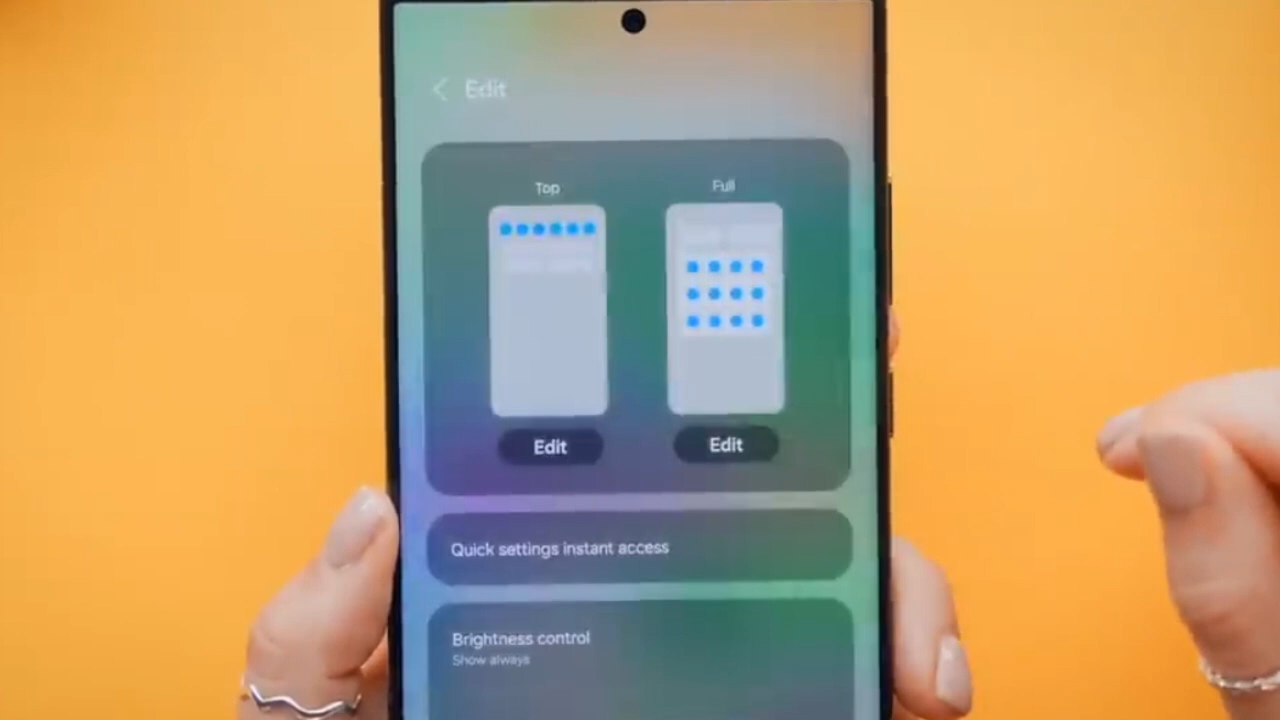 Edit
Top
Full
Edit
Edit
Quick settings instant access
Brightness control
Show always